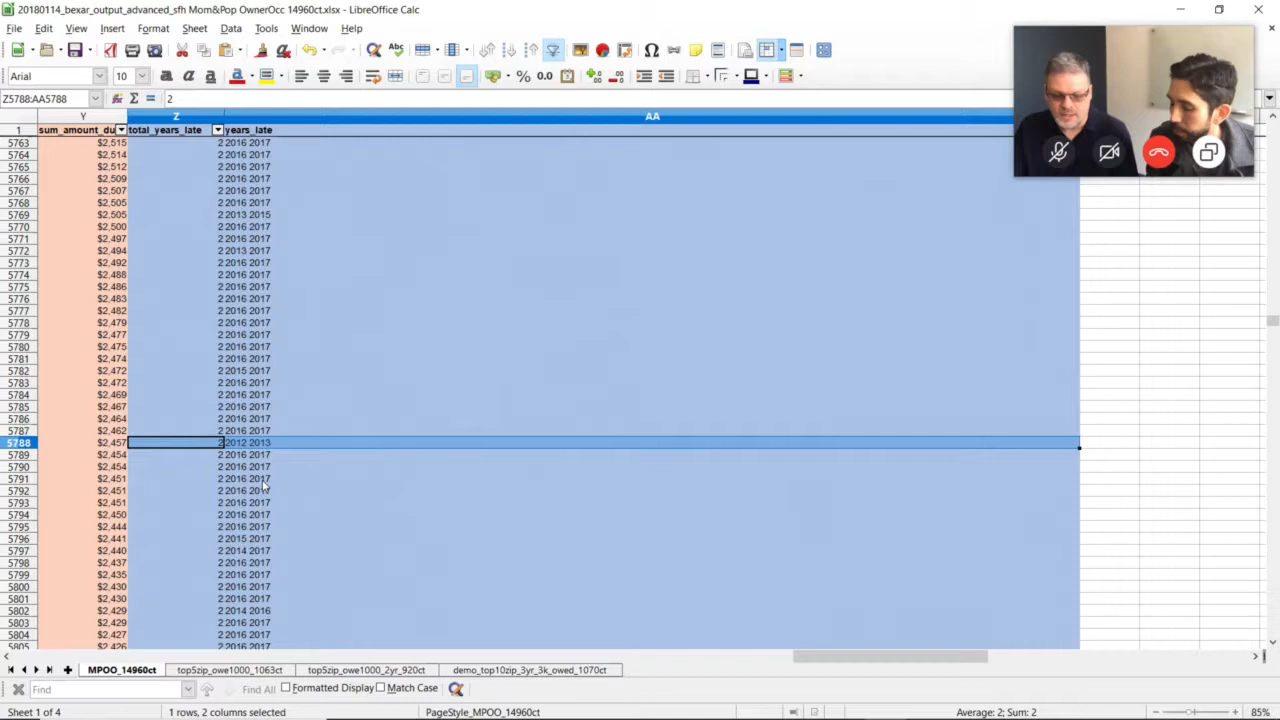 20180114_bexar_output_advanced_sfh Mom&Pop OwnerOcc 14960ct.xlsx - LibreOffice Calc
File Edit View Insert Format Styles Sheet Data Tools Window Help
Arial 10
Z5788:AA5788 2
Y Z AA
1 sum_amount_du total_years_late years_late
5763 $2,515 2 2016 2017
5764 $2,514 2 2016 2017
5765 $2,512 2 2016 2017
5766 $2,509 2 2016 2017
5767 $2,507 2 2016 2017
5768 $2,505 2 2016 2017
5769 $2,505 2 2013 2015
5770 $2,500 2 2016 2017
5771 $2,497 2 2016 2017
5772 $2,494 2 2013 2017
5773 $2,492 2 2016 2017
5774 $2,488 2 2016 2017
5775 $2,486 2 2016 2017
5776 $2,483 2 2016 2017
5777 $2,482 2 2016 2017
5778 $2,479 2 2016 2017
5779 $2,477 2 2016 2017
5780 $2,475 2 2016 2017
5781 $2,474 2 2016 2017
5782 $2,472 2 2015 2017
5783 $2,472 2 2016 2017
5784 $2,469 2 2016 2017
5785 $2,467 2 2016 2017
5786 $2,464 2 2016 2017
5787 $2,462 2 2016 2017
5788 $2,457 2 2012 2013
5789 $2,454 2 2016 2017
5790 $2,454 2 2016 2017
5791 $2,451 2 2016 2017
5792 $2,451 2 2016 2017
5793 $2,451 2 2016 2017
5794 $2,450 2 2016 2017
5795 $2,444 2 2016 2017
5796 $2,441 2 2015 2017
5797 $2,440 2 2014 2017
5798 $2,437 2 2016 2017
5799 $2,435 2 2016 2017
5800 $2,430 2 2016 2017
5801 $2,430 2 2016 2017
5802 $2,429 2 2014 2016
5803 $2,429 2 2016 2017
5804 $2,427 2 2016 2017
5805 $2,426 2 2016 2017
MPOO_14960ct top5zip_owe1000_1063ct top5zip_owe1000_2yr_920ct demo_top10zip_3yr_3k_owed_1070ct
Find Find All Formatted Display Match Case
Sheet 1 of 4 1 rows, 2 columns selected PageStyle_MPOO_14960ct Average: 2; Sum: 2 85%